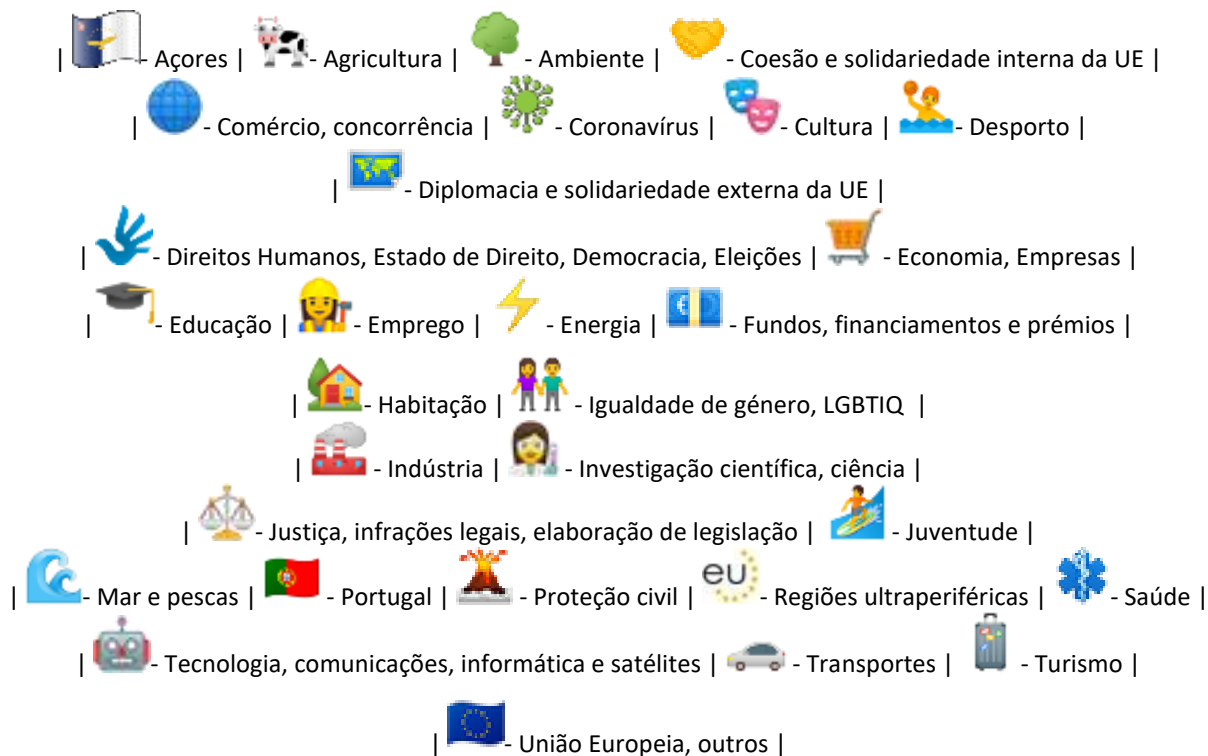 | - Açores | - Agricultura | - Ambiente | - Coesão e solidariedade interna da UE |
| - Comércio, concorrência | - Coronavírus | - Cultura | - Desporto |
| - Diplomacia e solidariedade externa da UE |
| - Direitos Humanos, Estado de Direito, Democracia, Eleições | - Economia, Empresas |
| - Educação | - Emprego | - Energia | - Fundos, financiamentos e prémios |
| - Habitação | - Igualdade de género, LGBTIQ |
| - Indústria | - Investigação científica, ciência |
| - Justiça, infrações legais, elaboração de legislação | - Juventude |
| - Mar e pescas | - Portugal | - Proteção civil | eu - Regiões ultraperiféricas | - Saúde |
| - Tecnologia, comunicações, informática e satélites | - Transportes | - Turismo |
| - União Europeia, outros |